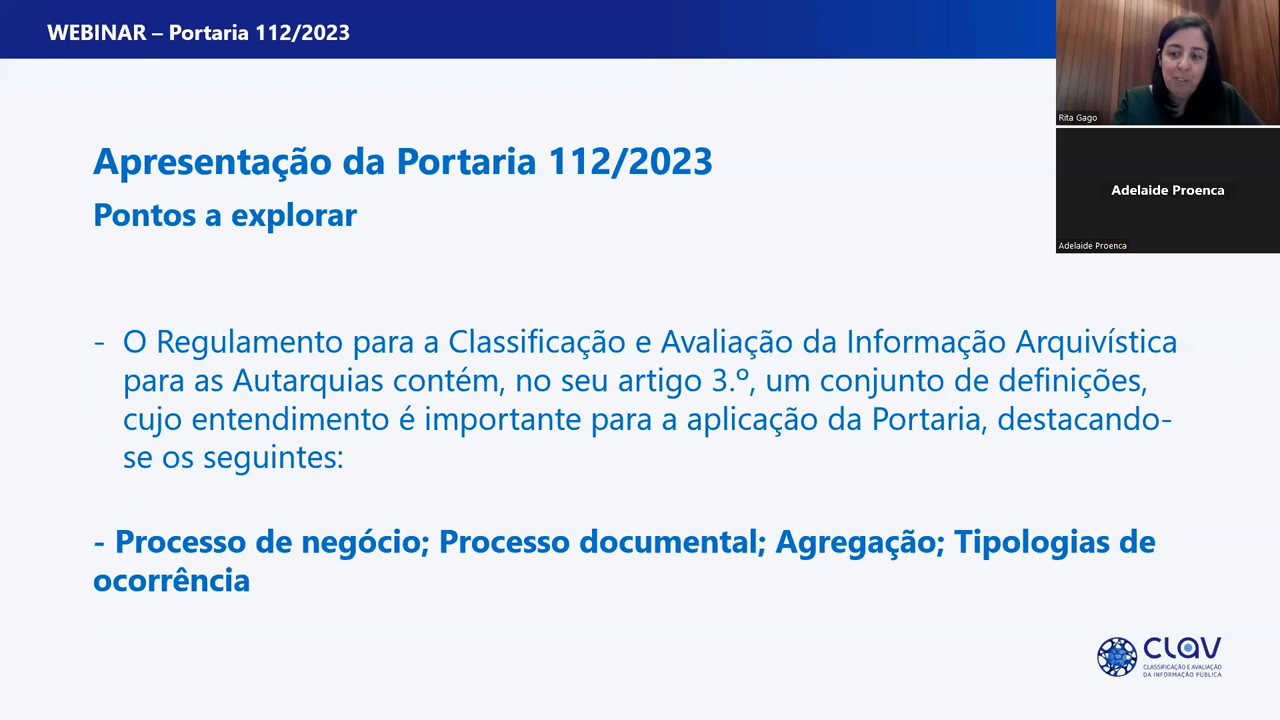 WEBINAR – Portaria 112/2023
Rita Gago
Adelaide Proenca
Adelaide Proenca
Apresentação da Portaria 112/2023
Pontos a explorar
- O Regulamento para a Classificação e Avaliação da Informação Arquivística
para as Autarquias contém, no seu artigo 3.º, um conjunto de definições,
cujo entendimento é importante para a aplicação da Portaria, destacando-
se os seguintes:
- Processo de negócio; Processo documental; Agregação; Tipologias de
ocorrência
CLAV
CLASSIFICAÇÃO E AVALIAÇÃO
DA INFORMAÇÃO PÚBLICA